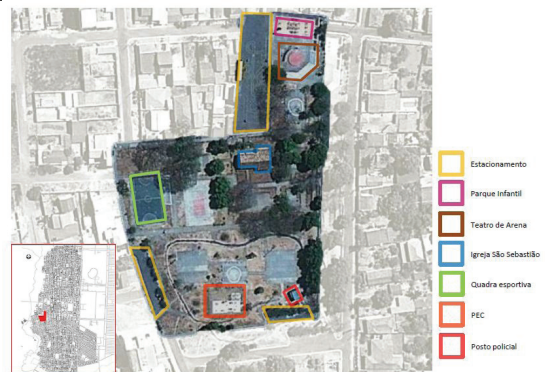 Estacionamento
Parque Infantil
Teatro de Arena
Igreja São Sebastião
Quadra esportiva
PEC
Posto policial